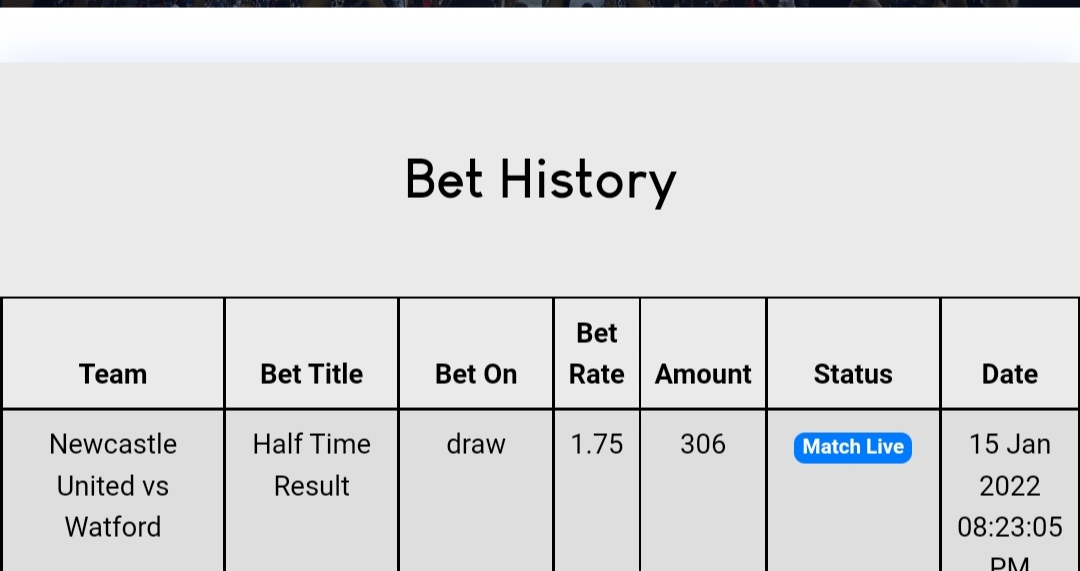 Bet History
Bet
Team Bet Title Bet On Rate Amount Status Date
Newcastle Half Time draw 1.75 306 Match Live 15 Jan
United vs Result 2022
Watford 08:23:05
PM